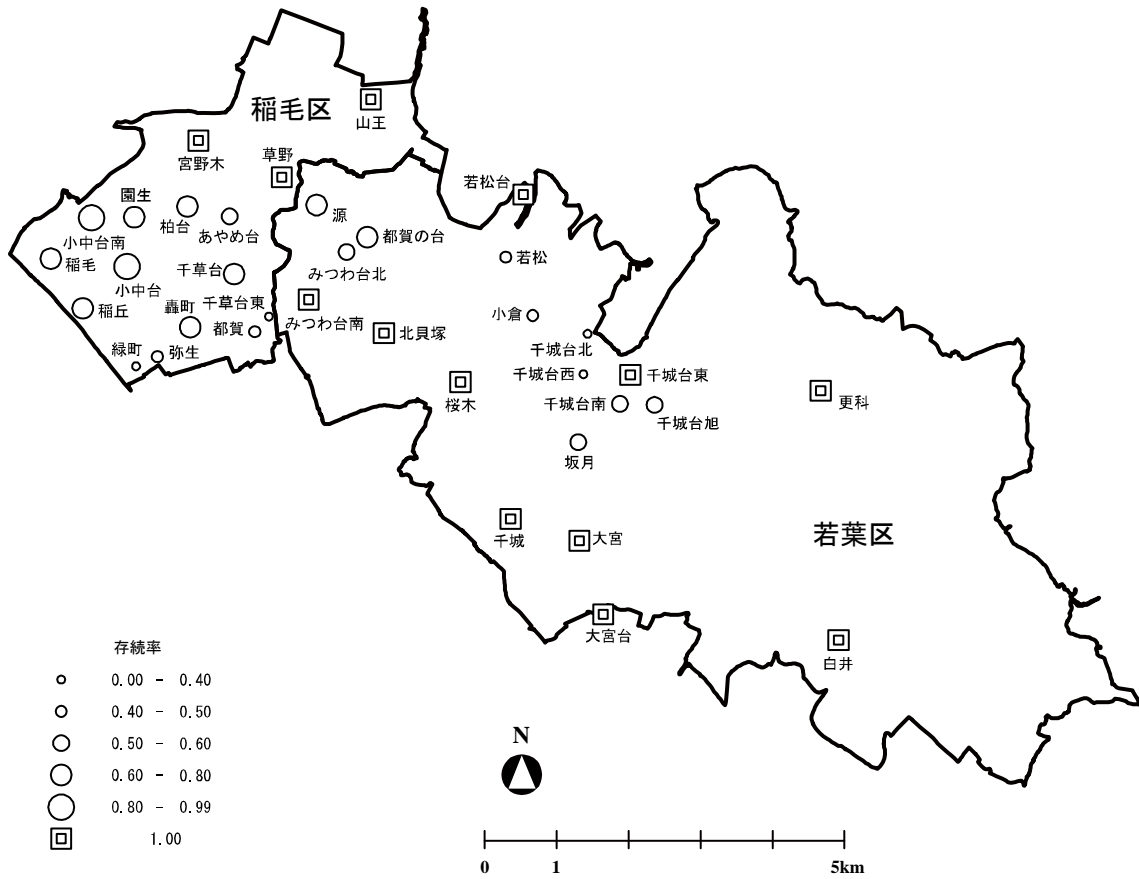 稲毛区
山王
宮野木
草野
若松台
園生
柏台
あやめ台
源
都賀の台
小中台南
みつわ台北
若松
稲毛
小中台
千草台
稲丘
轟町
千草台東
都賀
みつわ台南
北貝塚
小倉
千城台北
緑町
弥生
桜木
千城台西
千城台東
千城台南
千城台旭
更科
坂月
千城
大宮
若葉区
大宮台
白井
存続率
0.00 - 0.40
0.40 - 0.50
0.50 - 0.60
0.60 - 0.80
0.80 - 0.99
1.00
N
0 1 5km